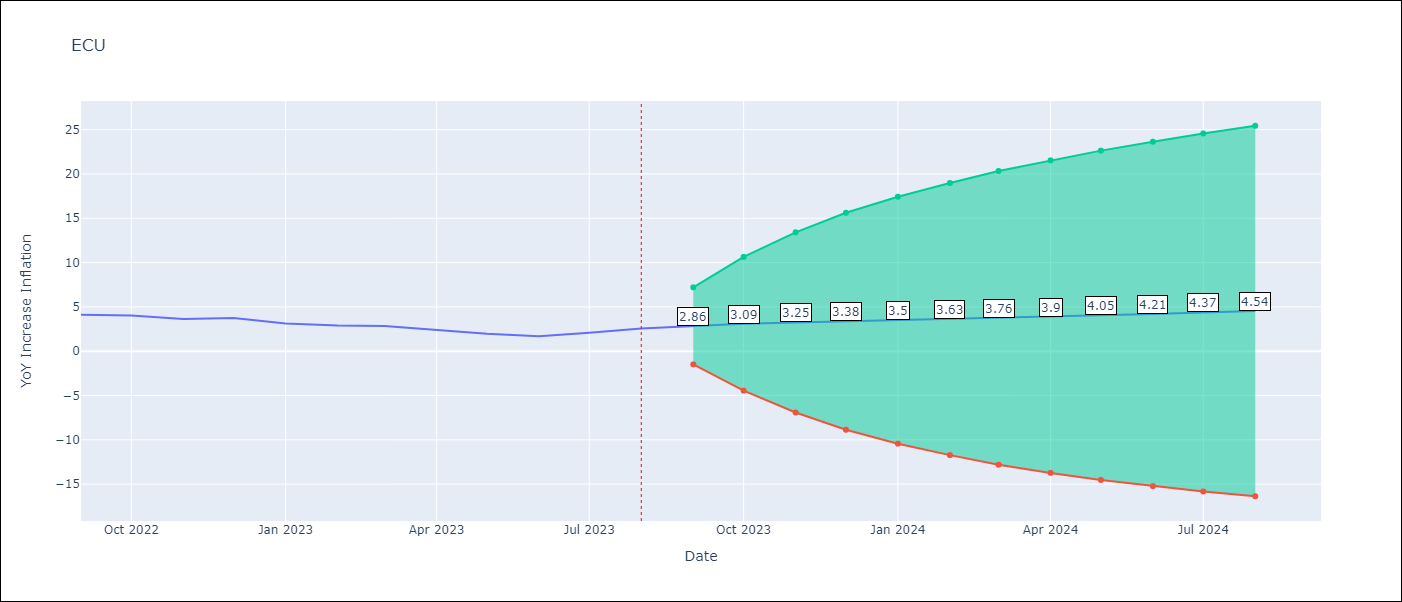 ECU
YoY Increase Inflation
25
20
15
10
5
0
−5
−10
−15
2.86
3.09
3.25
3.38
3.5
3.63
3.76
3.9
4.05
4.21
4.37
4.54
Oct 2022
Jan 2023
Apr 2023
Jul 2023
Oct 2023
Jan 2024
Apr 2024
Jul 2024
Date